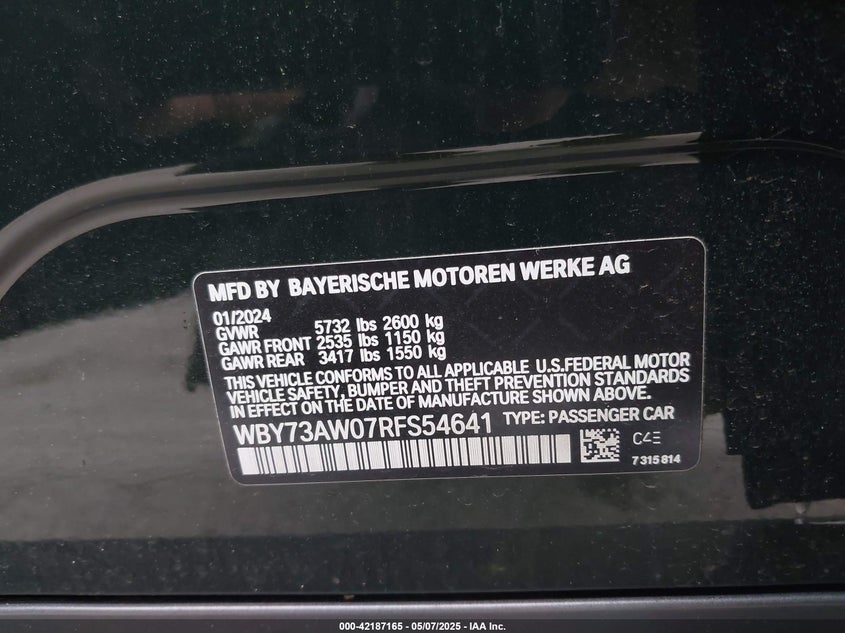 MFD BY BAYERISCHE MOTOREN WERKE AG
01/2024
GVWR 5732 lbs 2600 kg
GAWR FRONT 2535 lbs 1150 kg
GAWR REAR 3417 lbs 1550 kg
THIS VEHICLE CONFORMS TO ALL APPLICABLE U.S.FEDERAL MOTOR
VEHICLE SAFETY, BUMPER AND THEFT PREVENTION STANDARDS
IN EFFECT ON THE DATE OF MANUFACTURE SHOWN ABOVE.
WBY73AW07RFS54641 TYPE: PASSENGER CAR
C4E
7315814
000-42187165 - 05/07/2025 - IAA Inc.